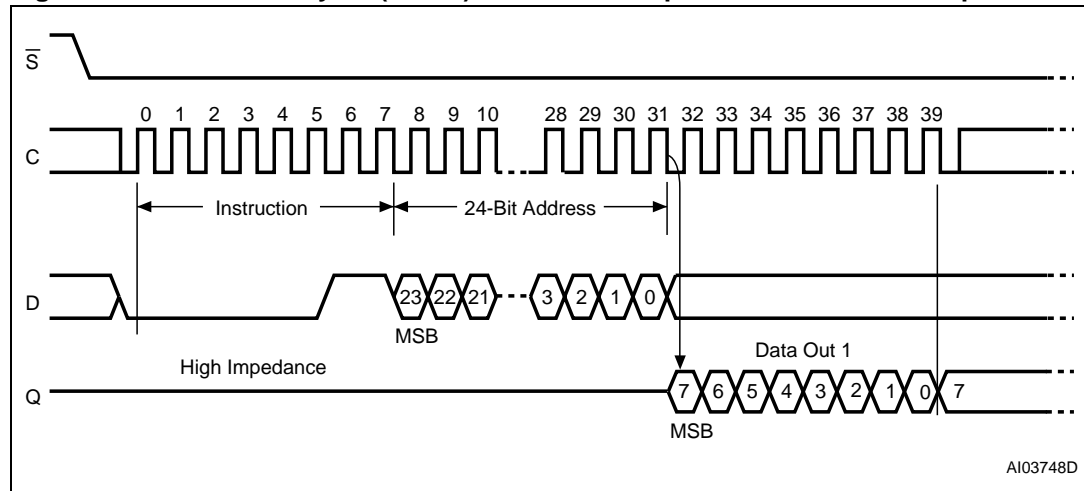 S
0 1 2 3 4 5 6 7 8 9 10 28 29 30 31 32 33 34 35 36 37 38 39
C
Instruction 24-Bit Address
D 23 22 21 3 2 1 0
MSB
High Impedance Data Out 1
Q 7 6 5 4 3 2 1 0 7
MSB
AI03748D